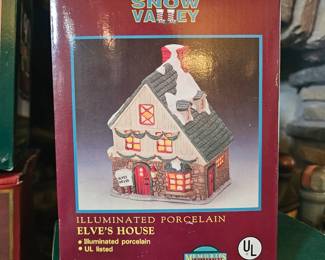 SNOW
VALLEY
ILLUMINATED PORCELAIN
ELVE'S HOUSE
• Illuminated porcelain
• UL listed
UL